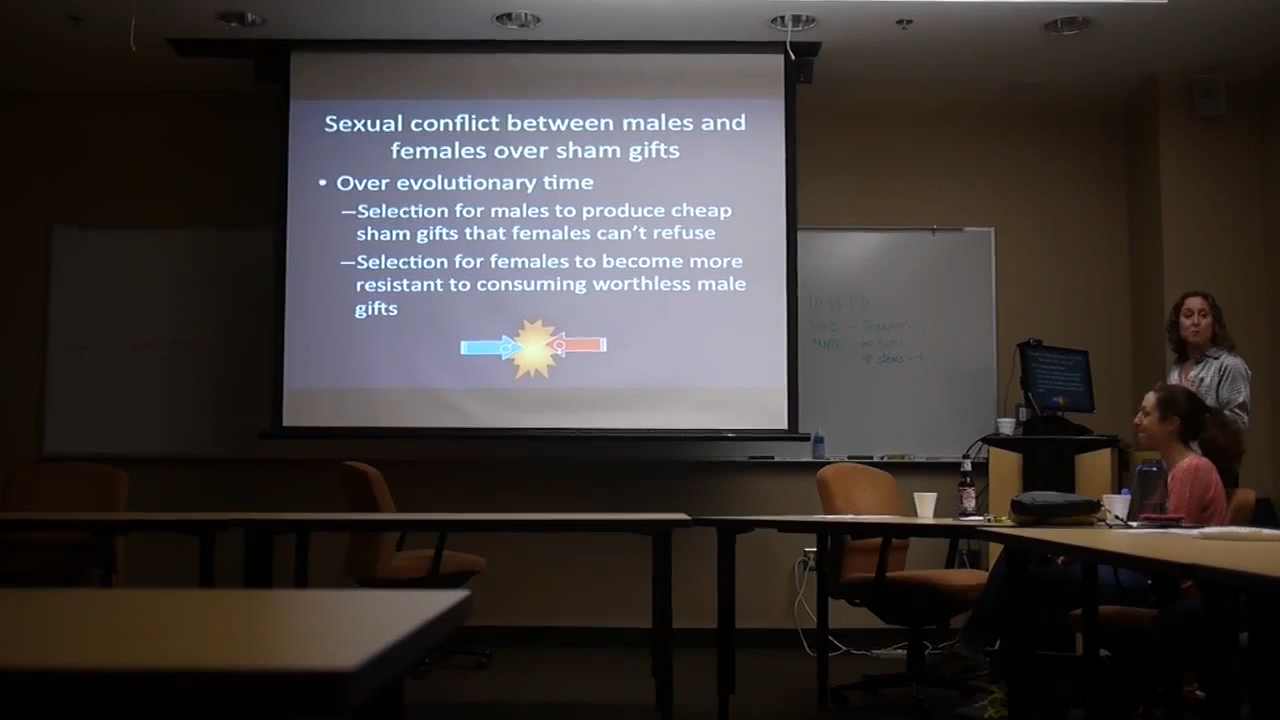 Sexual conflict between males and
females over sham gifts
• Over evolutionary time
–Selection for males to produce cheap
sham gifts that females can't refuse
–Selection for females to become more
resistant to consuming worthless male
gifts